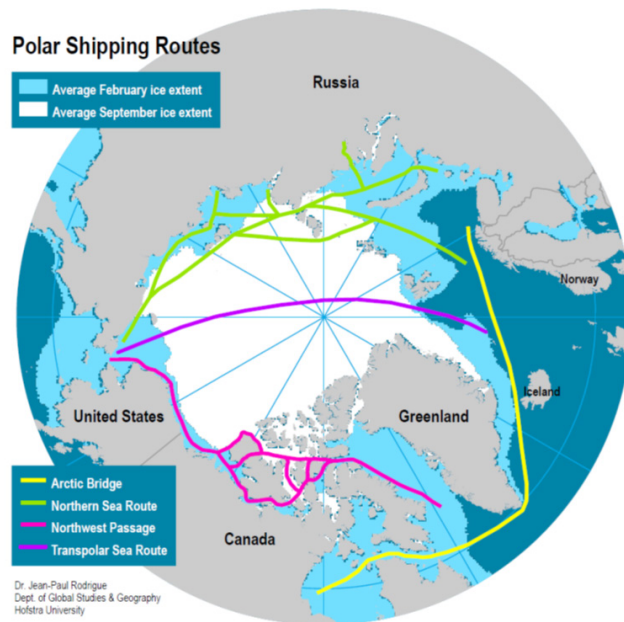 Polar Shipping Routes
Average February ice extent
Average September ice extent
Russia
Norway
Iceland
United States
Greenland
Canada
Arctic Bridge
Northern Sea Route
Northwest Passage
Transpolar Sea Route
Dr. Jean-Paul Rodrigue
Dept. of Global Studies & Geography
Hofstra University